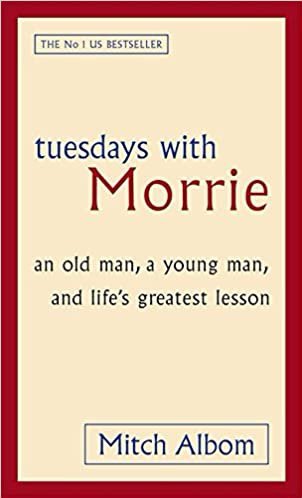 THE No 1 US BESTSELLER
tuesdays with
Morrie
an old man, a young man,
and life's greatest lesson
Mitch Albom